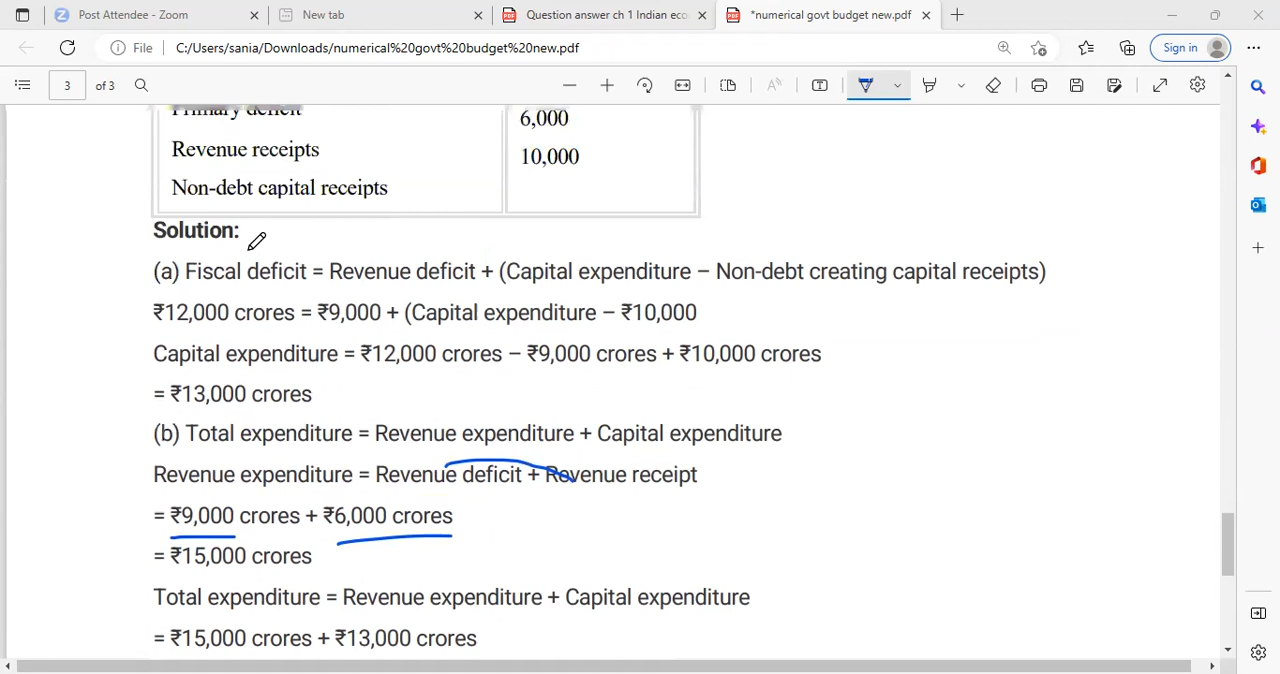 Post Attendee - Zoom
New tab
Question answer ch 1 Indian eco
*numerical govt budget new.pdf
File
C:/Users/sania/Downloads/numerical%20govt%20budget%20new.pdf
Sign in
3
of 3
Primary deficit
6,000
Revenue receipts
10,000
Non-debt capital receipts
Solution:
(a) Fiscal deficit = Revenue deficit + (Capital expenditure – Non-debt creating capital receipts)
₹12,000 crores = ₹9,000 + (Capital expenditure – ₹10,000
Capital expenditure = ₹12,000 crores – ₹9,000 crores + ₹10,000 crores
= ₹13,000 crores
(b) Total expenditure = Revenue expenditure + Capital expenditure
Revenue expenditure = Revenue deficit + Revenue receipt
= ₹9,000 crores + ₹6,000 crores
= ₹15,000 crores
Total expenditure = Revenue expenditure + Capital expenditure
= ₹15,000 crores + ₹13,000 crores